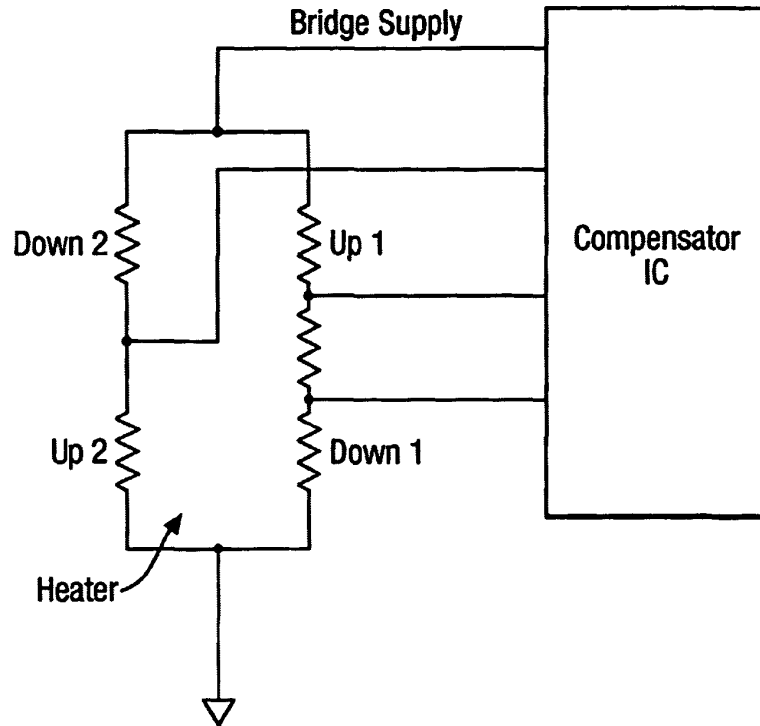 Bridge Supply
Down 2
Up 1
Compensator
IC
Up 2
Down 1
Heater